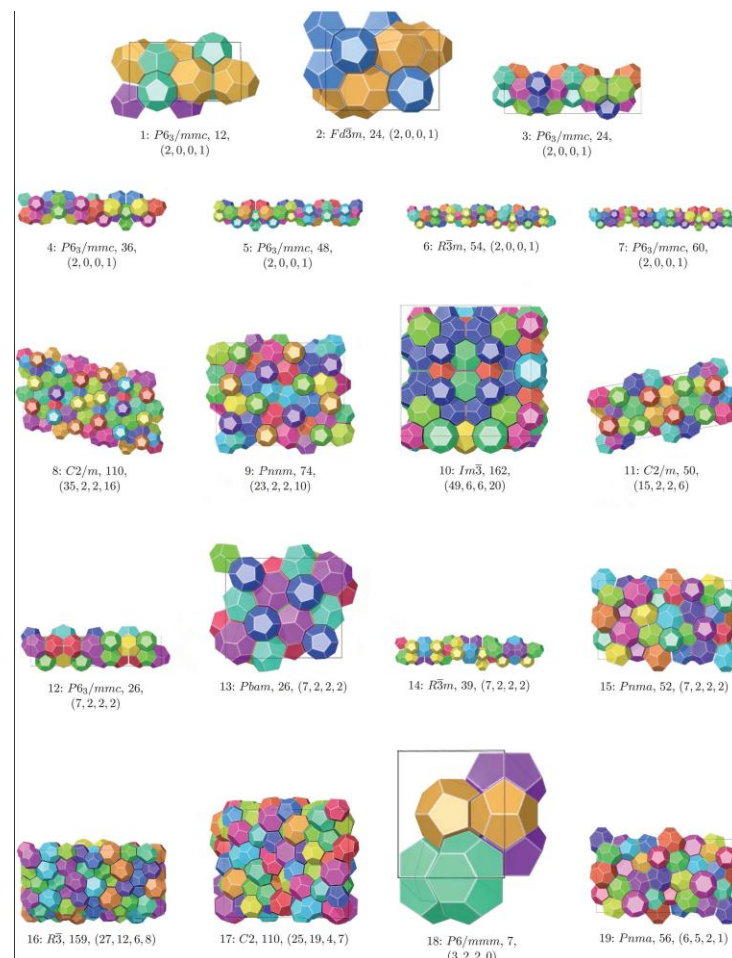 1: P6₃/mmc, 12,
(2, 0, 0, 1)
2: Fd3̅m, 24, (2, 0, 0, 1)
3: P6₃/mmc, 24,
(2, 0, 0, 1)
4: P6₃/mmc, 36,
(2, 0, 0, 1)
5: P6₃/mmc, 48,
(2, 0, 0, 1)
6: R3̅m, 54, (2, 0, 0, 1)
7: P6₃/mmc, 60,
(2, 0, 0, 1)
8: C2/m, 110,
(35, 2, 2, 16)
9: Pnnm, 74,
(23, 2, 2, 10)
10: Im3̅, 162,
(49, 6, 6, 20)
11: C2/m, 50,
(15, 2, 2, 6)
12: P6₃/mmc, 26,
(7, 2, 2, 2)
13: Pbam, 26, (7, 2, 2, 2)
14: R3̅m, 39, (7, 2, 2, 2)
15: Pnma, 52, (7, 2, 2, 2)
16: R3̅, 159, (27, 12, 6, 8)
17: C2, 110, (25, 19, 4, 7)
18: P6/mmm, 7,
(3, 2, 2, 0)
19: Pnma, 56, (6, 5, 2, 1)